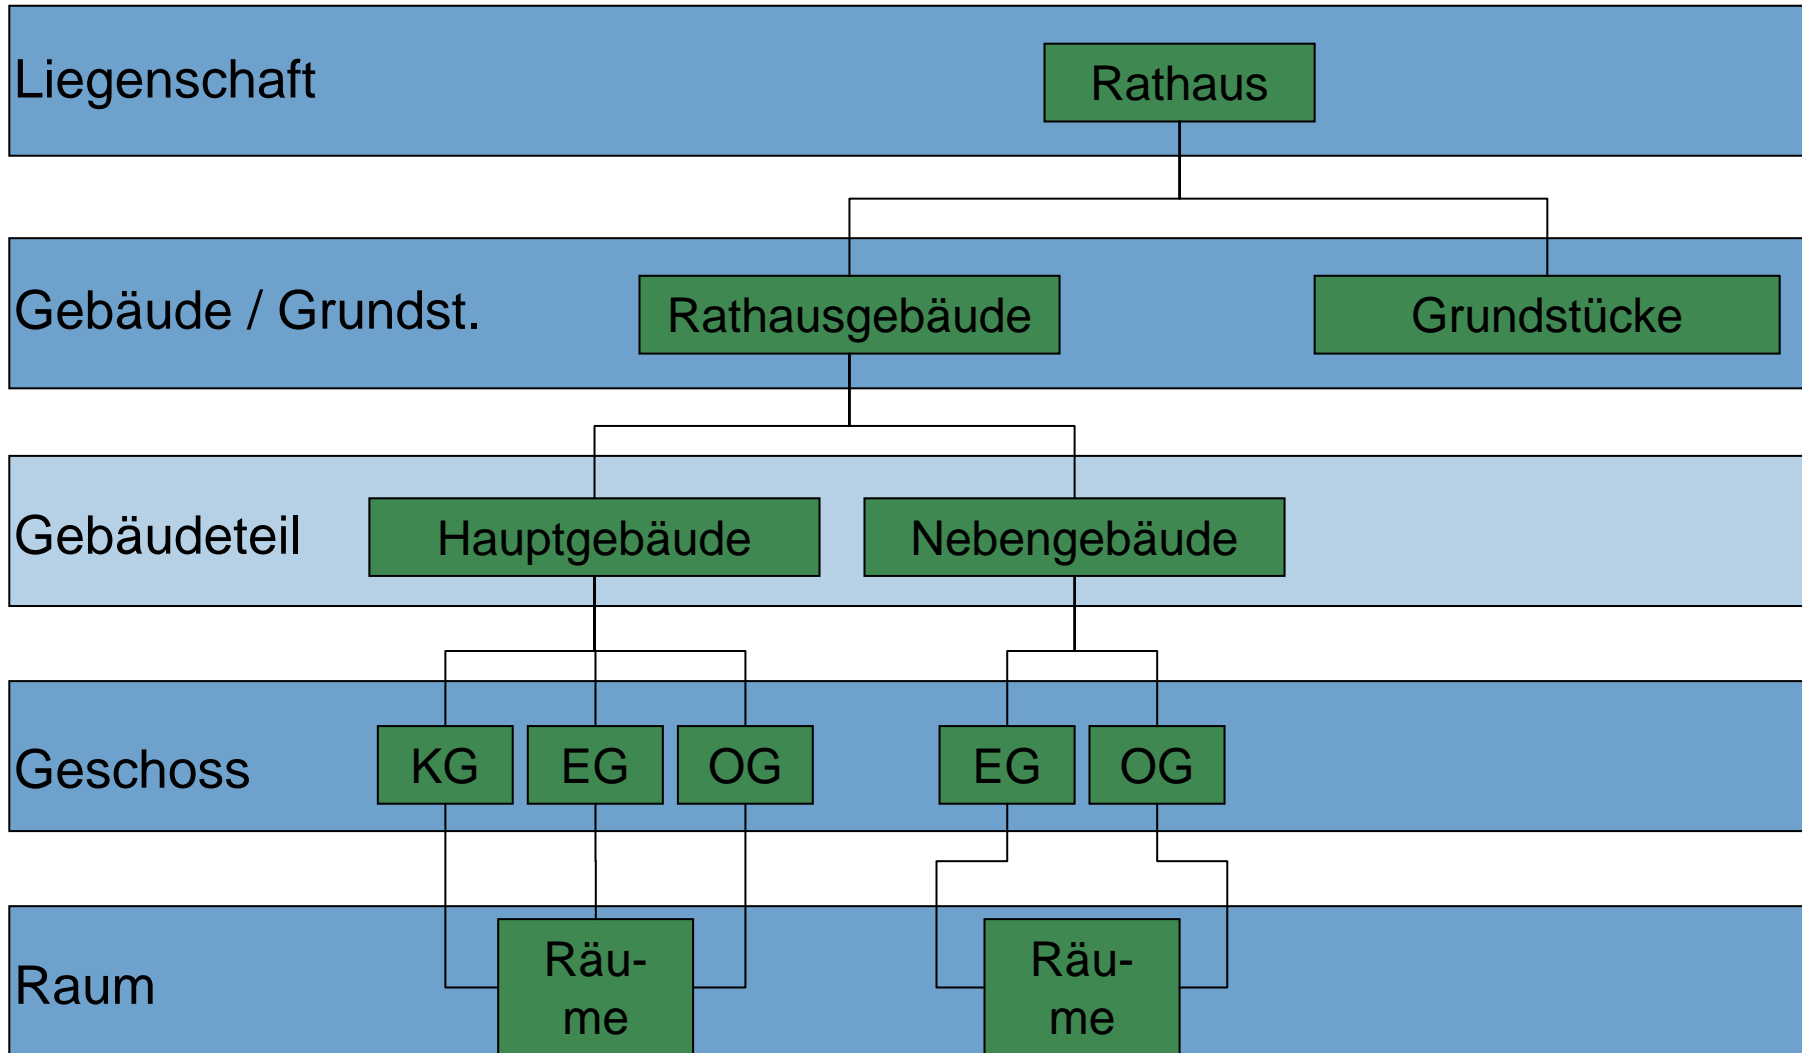 Liegenschaft
Rathaus
Gebäude / Grundst.
Rathausgebäude
Grundstücke
Gebäudeteil
Hauptgebäude
Nebengebäude
Geschoss
KG
EG
OG
EG
OG
Raum
Räu-
me
Räu-
me